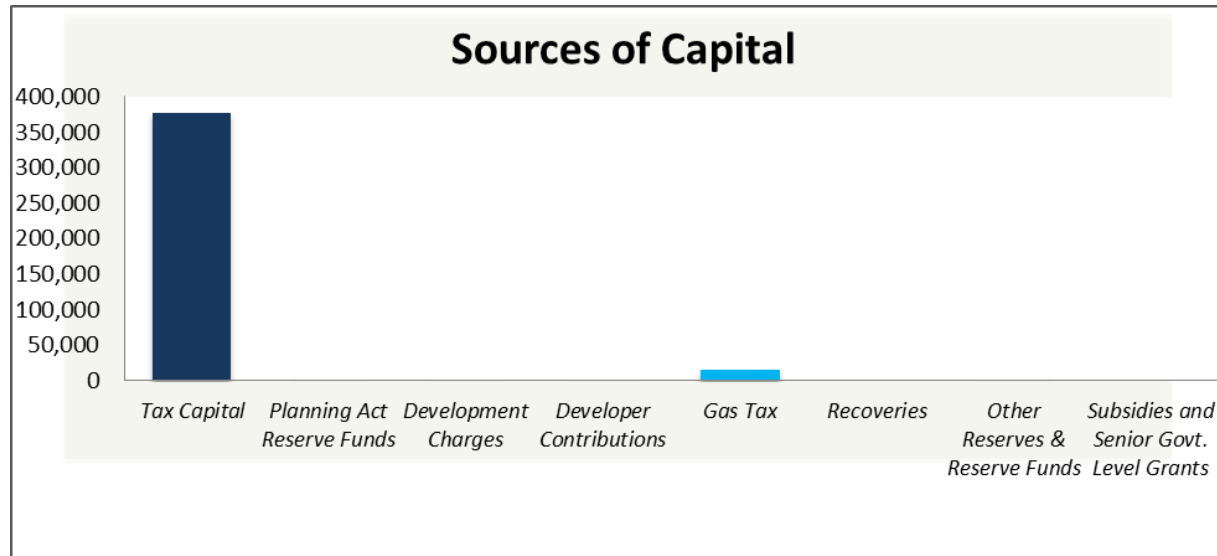 Sources of Capital
400,000
350,000
300,000
250,000
200,000
150,000
100,000
50,000
0
Tax Capital
Planning Act
Reserve Funds
Development
Charges
Developer
Contributions
Gas Tax
Recoveries
Other
Reserves &
Reserve Funds
Subsidies and
Senior Govt.
Level Grants